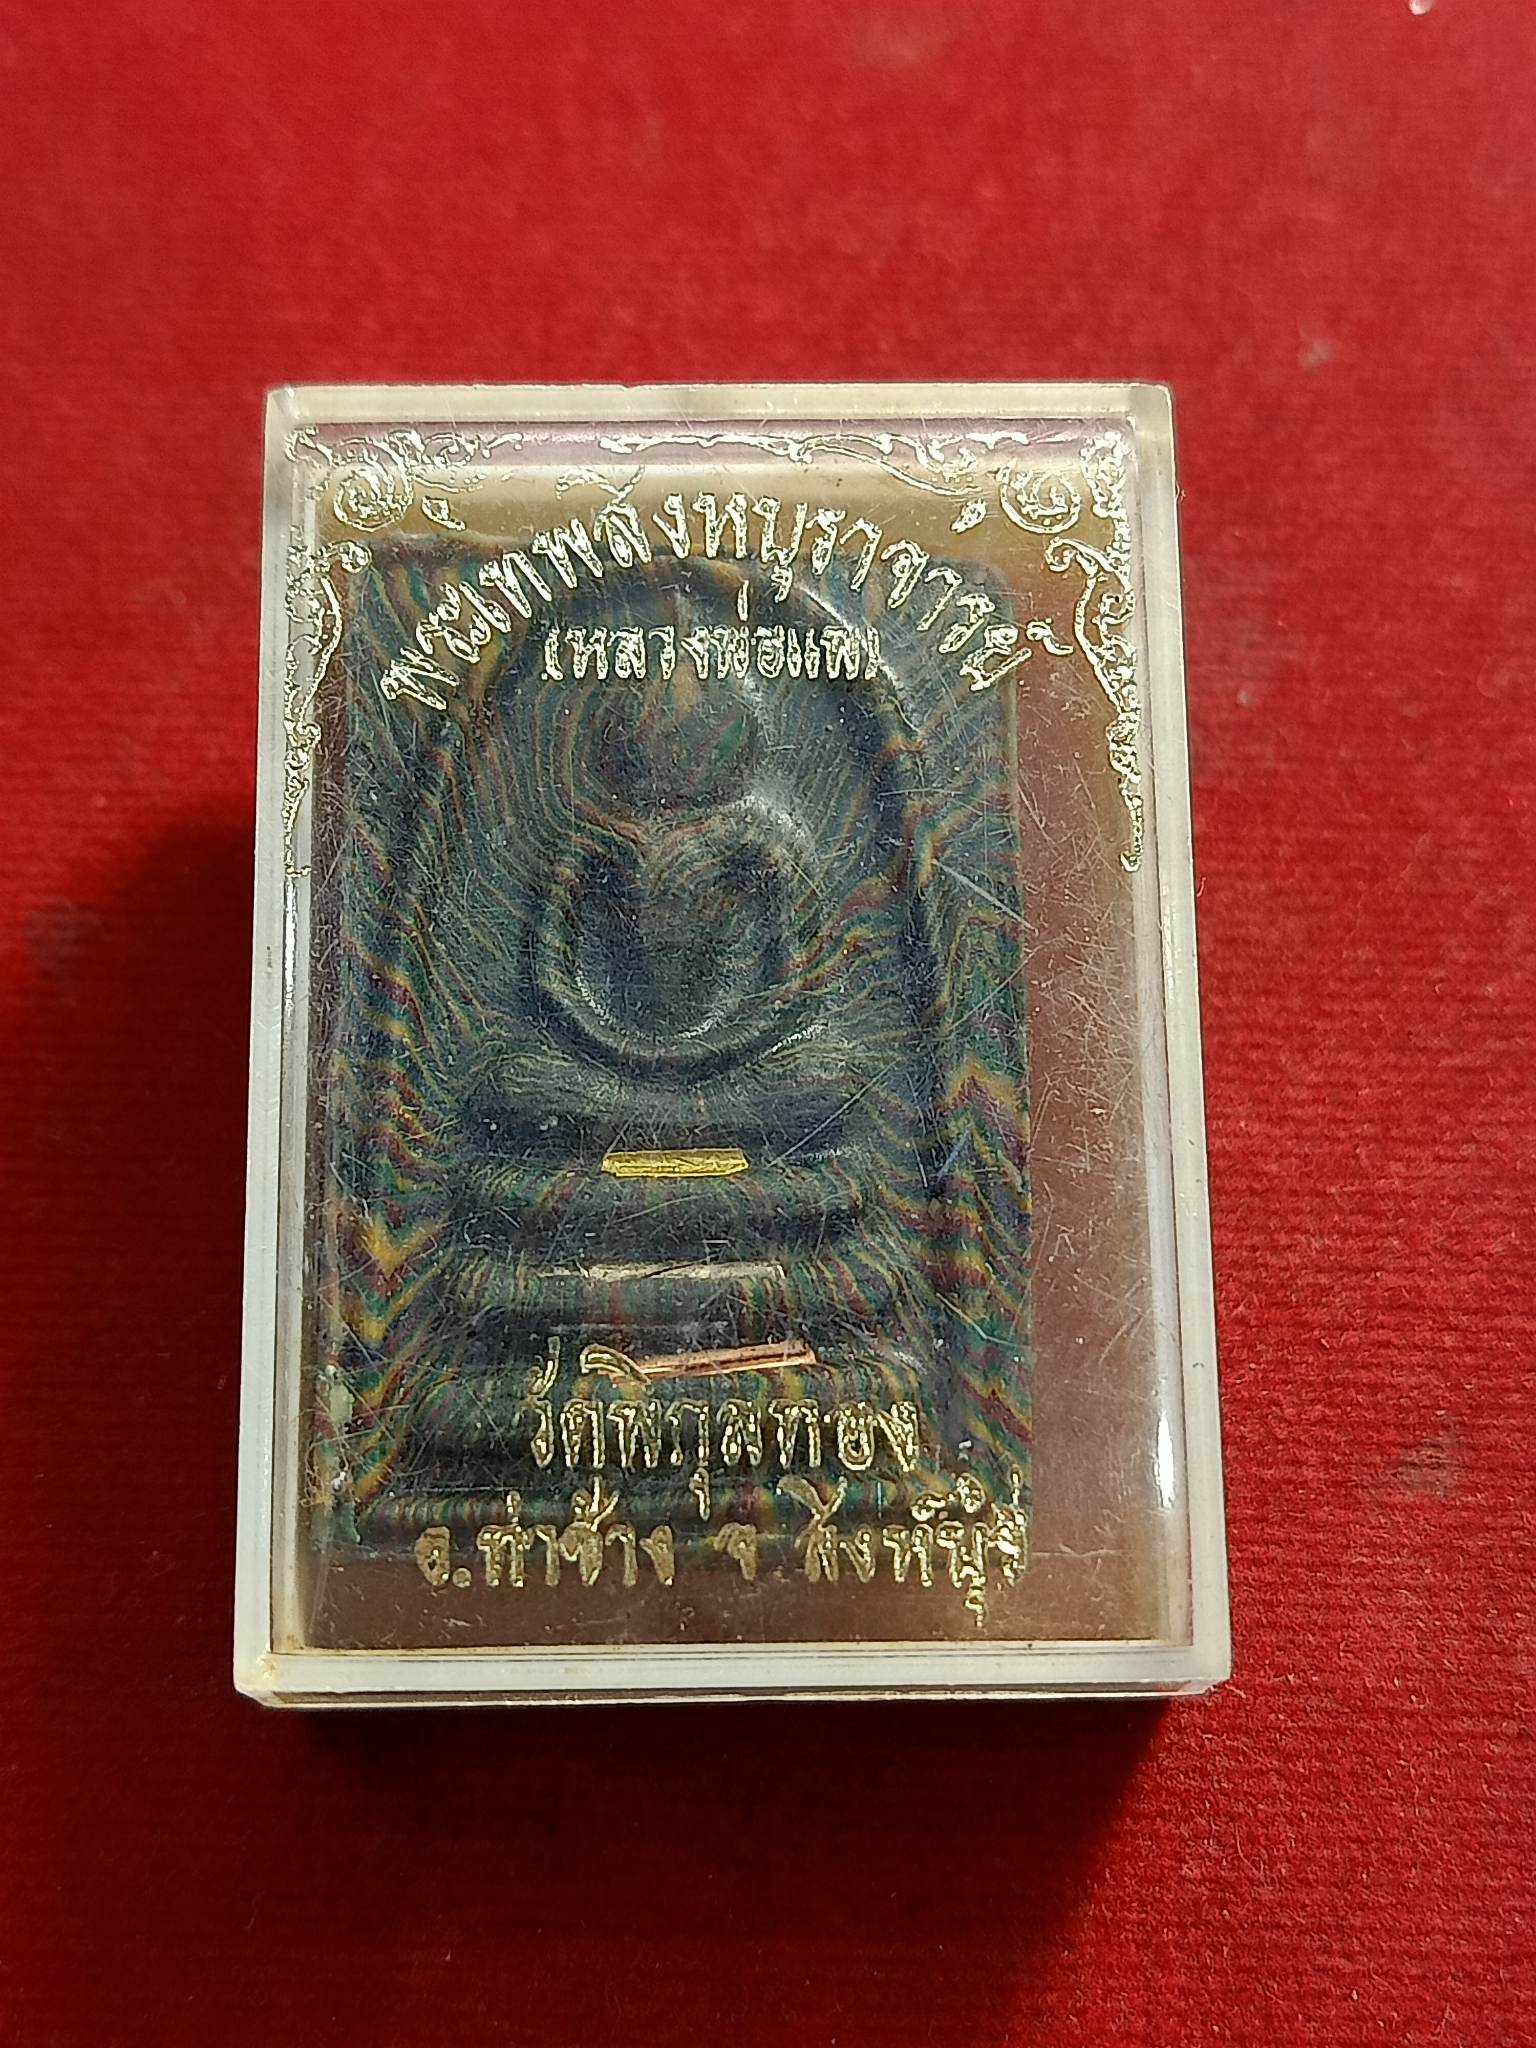 พระเทพสิงหบุราจารย์
(หลวงพ่อแพ)
วัดพิกุลทอง
อ.ท่าช้าง จ.สิงห์บุรี